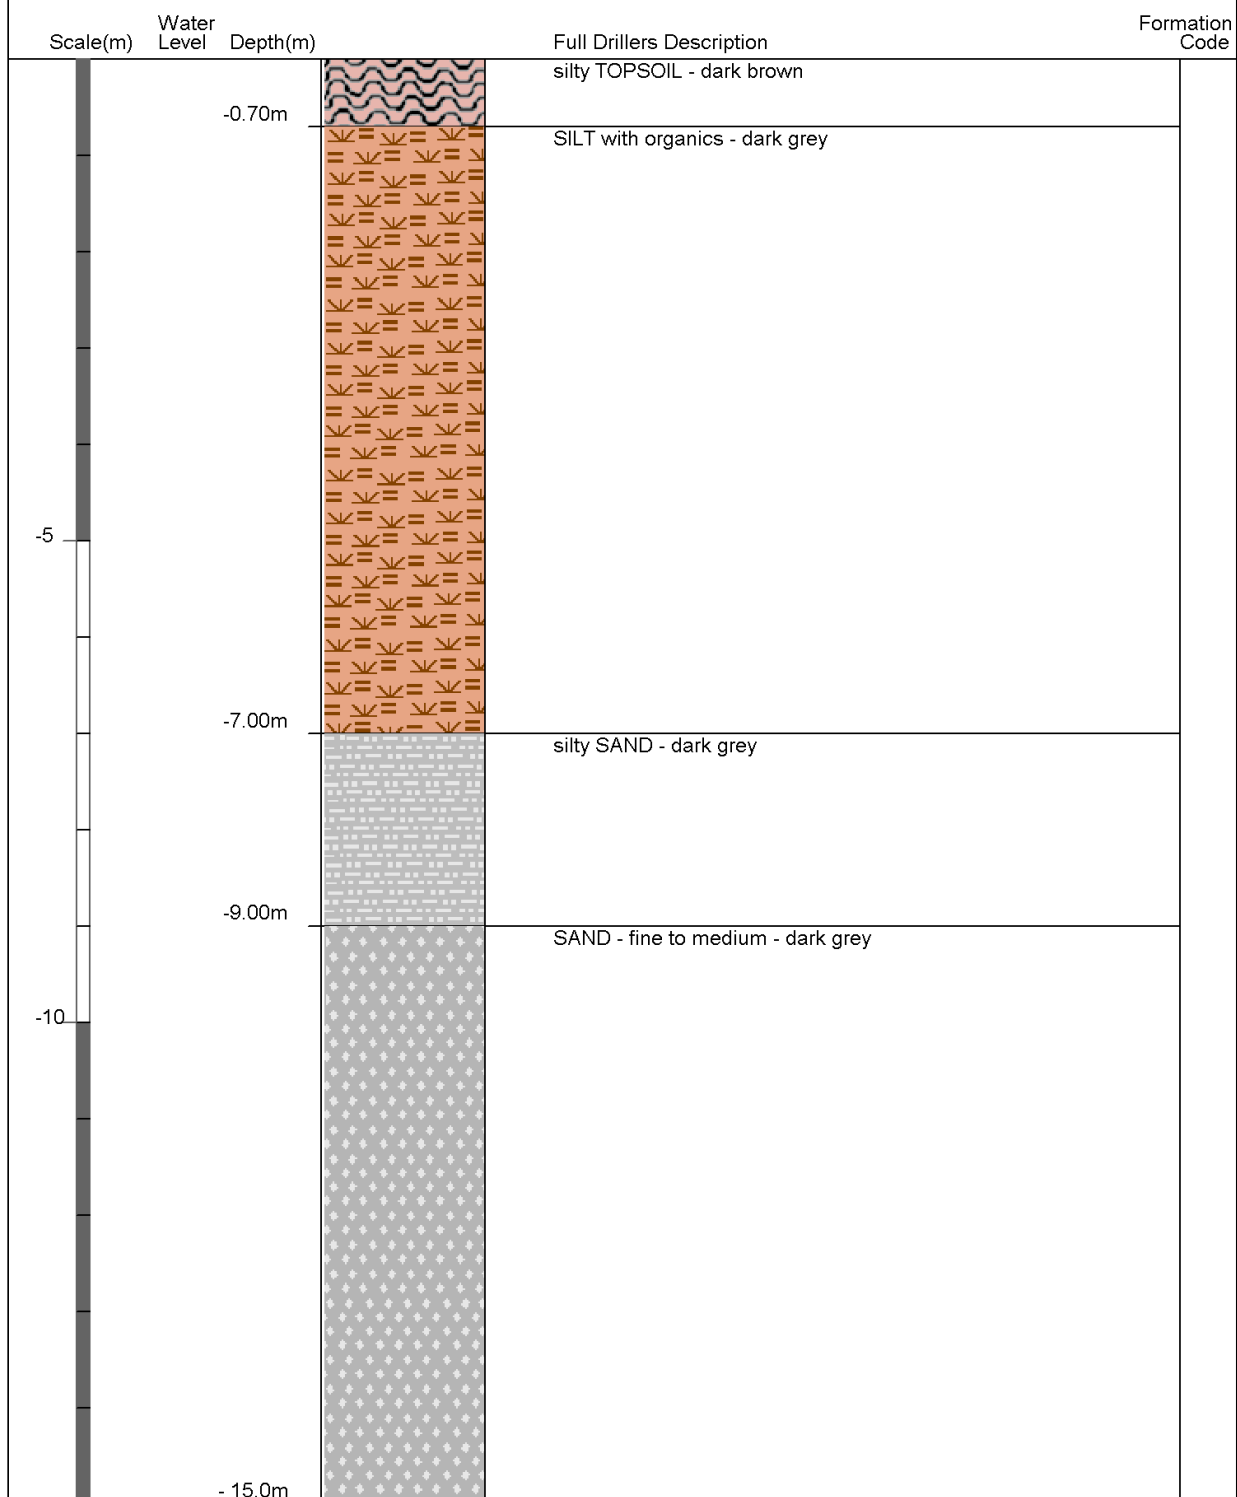 Scale(m)
Water
Level
Depth(m)
Full Drillers Description
Formation
Code
silty TOPSOIL - dark brown
-0.70m
SILT with organics - dark grey
-5
-7.00m
silty SAND - dark grey
-9.00m
SAND - fine to medium - dark grey
-10
- 15.0m